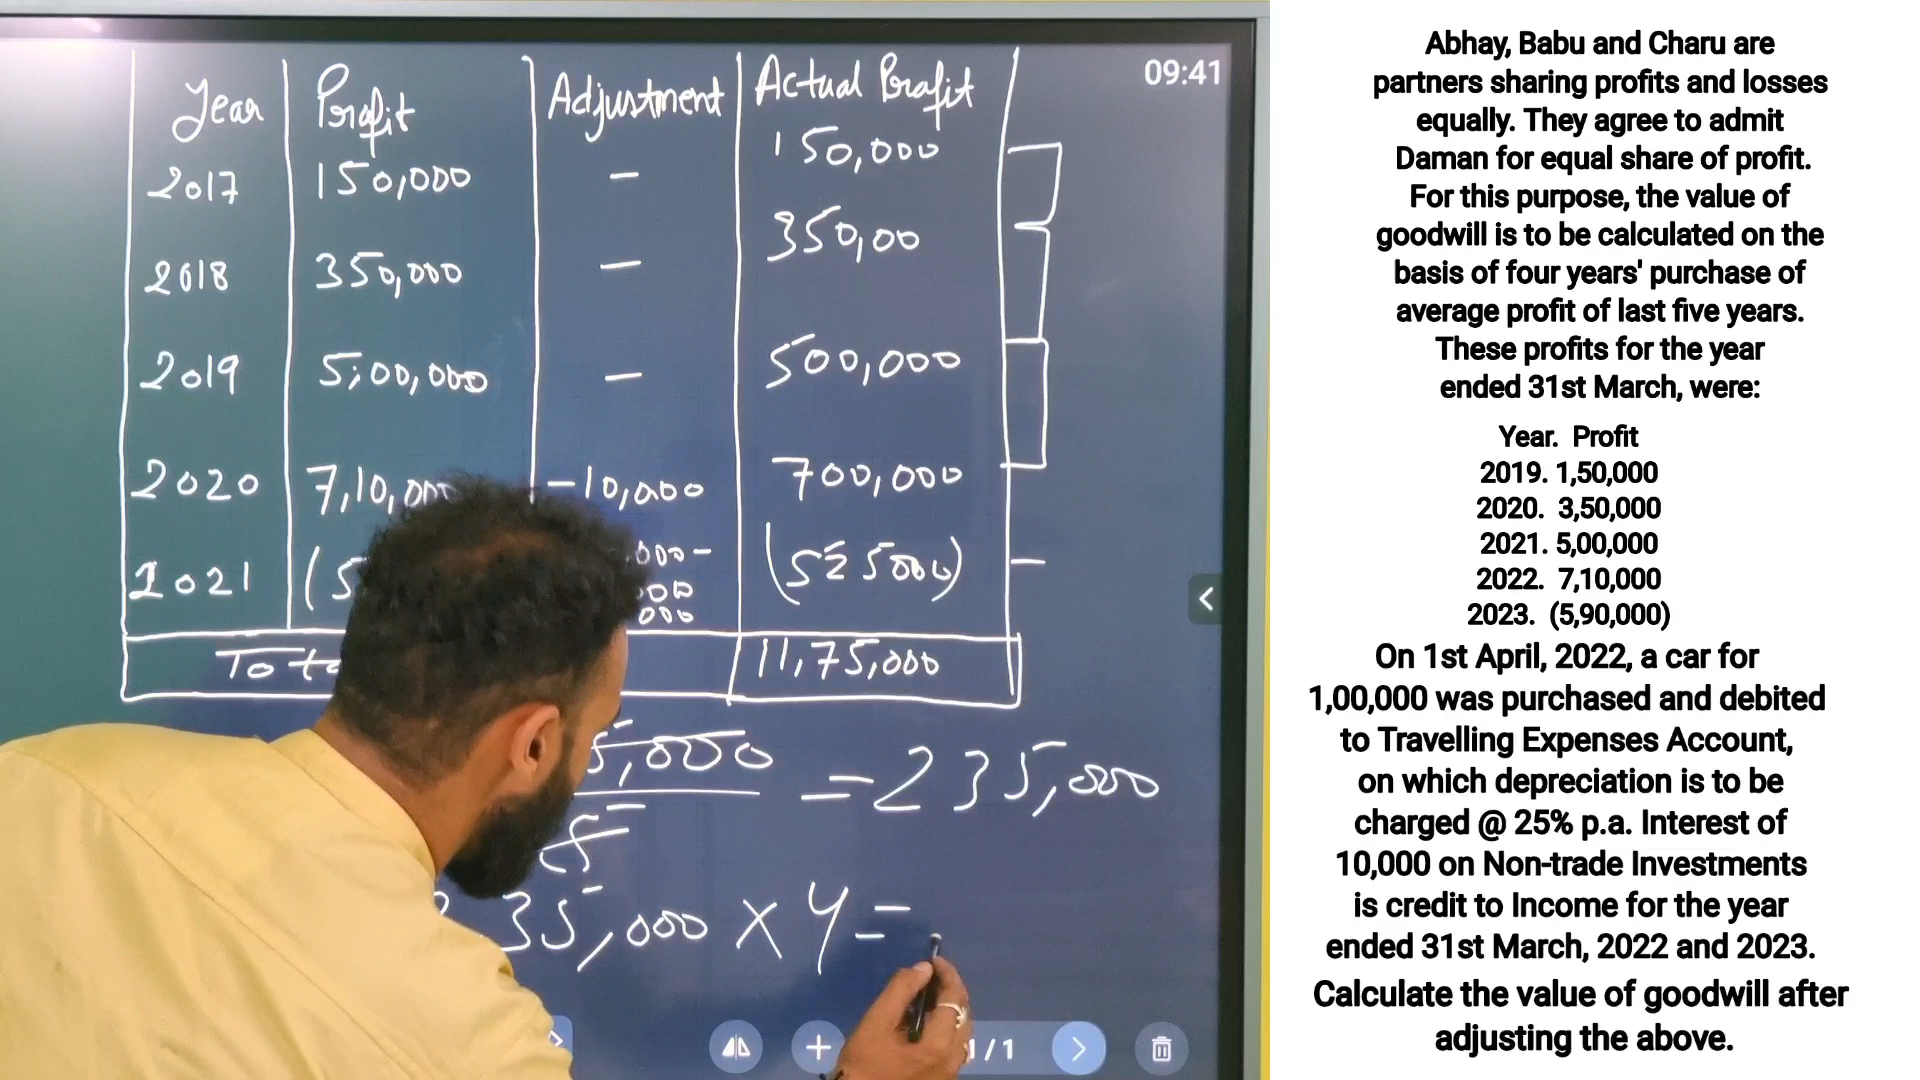 09:41
Year Profit Adjustment Actual Profit
2017 150,000 – 150,000
2018 350,000 – 350,00
2019 5,00,000 – 500,000
2020 7,10,000 -10,000 700,000
2021 (5 000- (525000)
000
000
Tot 11,75,000
5,000 = 235,000
5
35,000 × 4 =
1/1
Abhay, Babu and Charu are
partners sharing profits and losses
equally. They agree to admit
Daman for equal share of profit.
For this purpose, the value of
goodwill is to be calculated on the
basis of four years' purchase of
average profit of last five years.
These profits for the year
ended 31st March, were:
Year. Profit
2019. 1,50,000
2020. 3,50,000
2021. 5,00,000
2022. 7,10,000
2023. (5,90,000)
On 1st April, 2022, a car for
1,00,000 was purchased and debited
to Travelling Expenses Account,
on which depreciation is to be
charged @ 25% p.a. Interest of
10,000 on Non-trade Investments
is credit to Income for the year
ended 31st March, 2022 and 2023.
Calculate the value of goodwill after
adjusting the above.